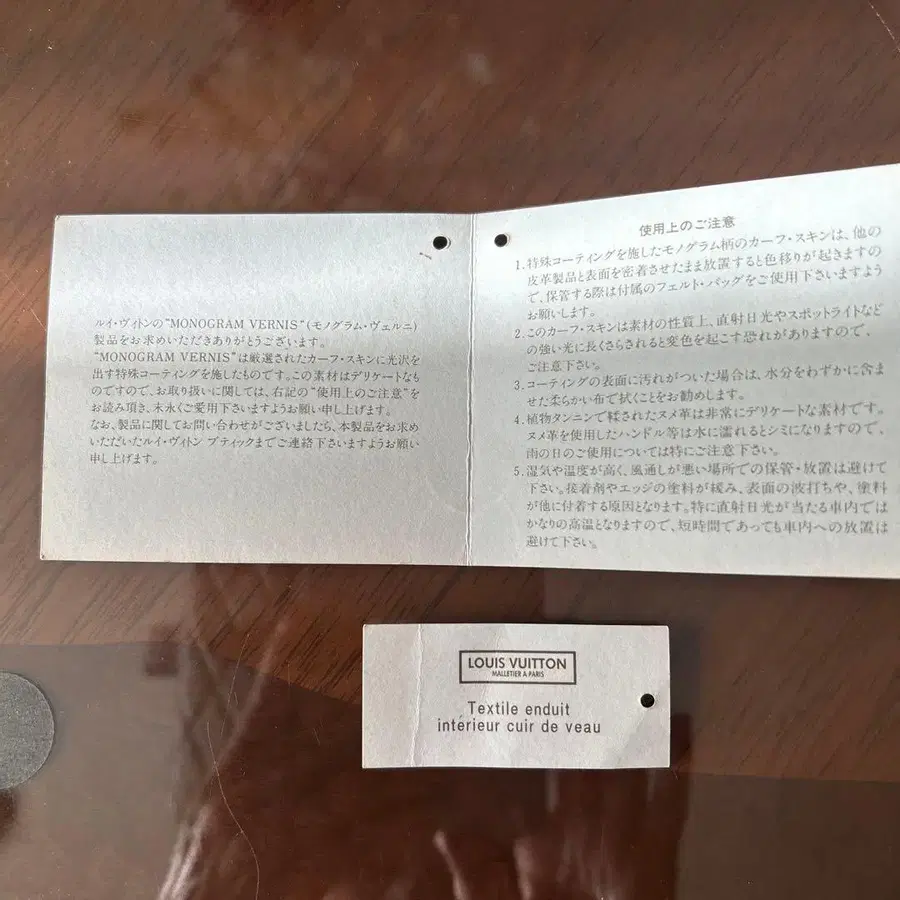 ルイ・ヴィトンの"MONOGRAM VERNIS"(モノグラム・ヴェルニ)
製品をお求めいただきありがとうございます。
"MONOGRAM VERNIS"は厳選されたカーフ・スキンに光沢を
出す特殊コーティングを施したものです。この素材はデリケートなも
のですので、お取り扱いに関しては、右記の"使用上のご注意"を
お読み頂き、末永くご愛用下さいますようお願い申し上げます。
なお、製品に関してお問い合わせがございましたら、本製品をお求め
いただいたルイ・ヴィトン ブティックまでご連絡下さいますようお願い
申し上げます。
使用上のご注意
1. 特殊コーティングを施したモノグラム柄のカーフ・スキンは、他の
皮革製品と表面を密着させたまま放置すると色移りが起きますの
で、保管する際は付属のフェルト・バッグをご使用下さいますよう
お願いします。
2. このカーフ・スキンは素材の性質上、直射日光やスポットライトなど
の強い光に長くさらされると変色を起こす恐れがありますので、
ご注意下さい。
3. コーティングの表面に汚れがついた場合は、水分をわずかに含ま
せた柔らかい布で拭くことをお勧めします。
4. 植物タンニンで鞣されたヌメ革は非常にデリケートな素材です。
ヌメ革を使用したハンドル等は水に濡れるとシミになりますので、
雨の日のご使用については特にご注意下さい。
5. 湿気や温度が高く、風通しが悪い場所での保管・放置は避けて
下さい。接着剤やエッジの塗料が緩み、表面の波打ちや、塗料
が他に付着する原因となります。特に直射日光が当たる車内では
かなりの高温となりますので、短時間であっても車内への放置は
避けて下さい。
LOUIS VUITTON
MALLETIER A PARIS
Textile enduit
intérieur cuir de veau